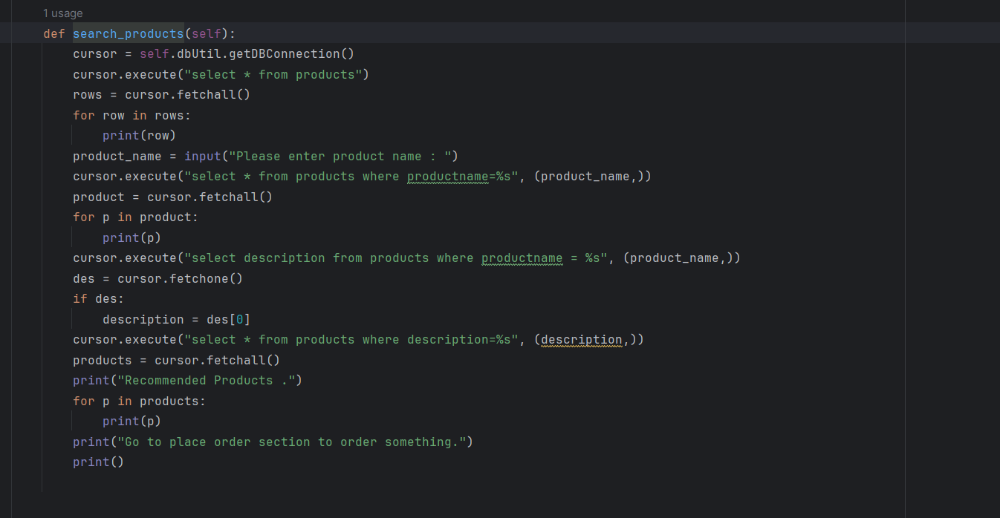 1 usage
def search_products(self):
    cursor = self.dbUtil.getDBConnection()
    cursor.execute("select * from products")
    rows = cursor.fetchall()
    for row in rows:
        print(row)
    product_name = input("Please enter product name : ")
    cursor.execute("select * from products where productname=%s", (product_name,))
    product = cursor.fetchall()
    for p in product:
        print(p)
    cursor.execute("select description from products where productname = %s", (product_name,))
    des = cursor.fetchone()
    if des:
        description = des[0]
    cursor.execute("select * from products where description=%s", (description,))
    products = cursor.fetchall()
    print("Recommended Products .")
    for p in products:
        print(p)
    print("Go to place order section to order something.")
    print()